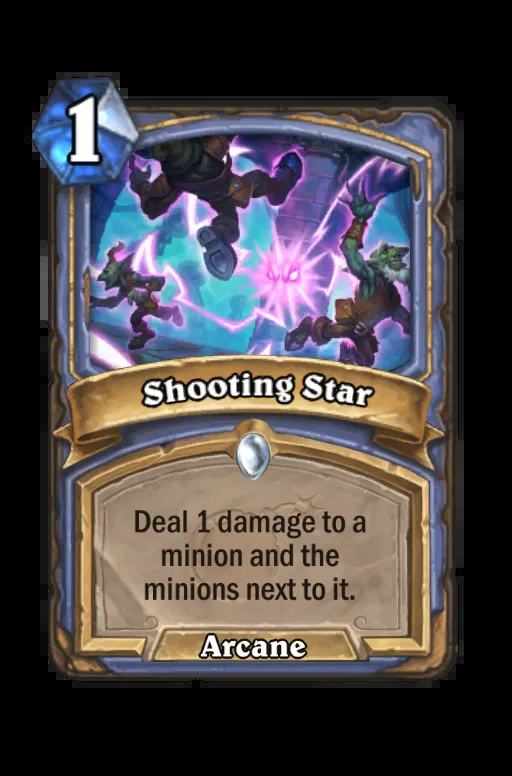 1
Shooting Star
Deal 1 damage to a
minion and the
minions next to it.
Arcane